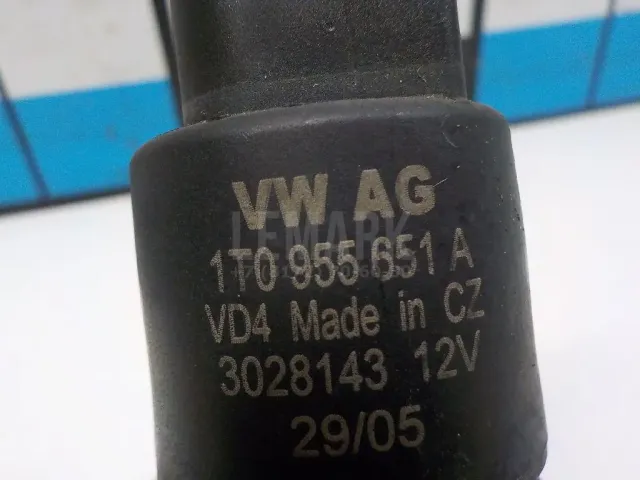 VW AG
LEMARK
1T0 955 651 A
VD4 Made in CZ
3028143 12V
29/05